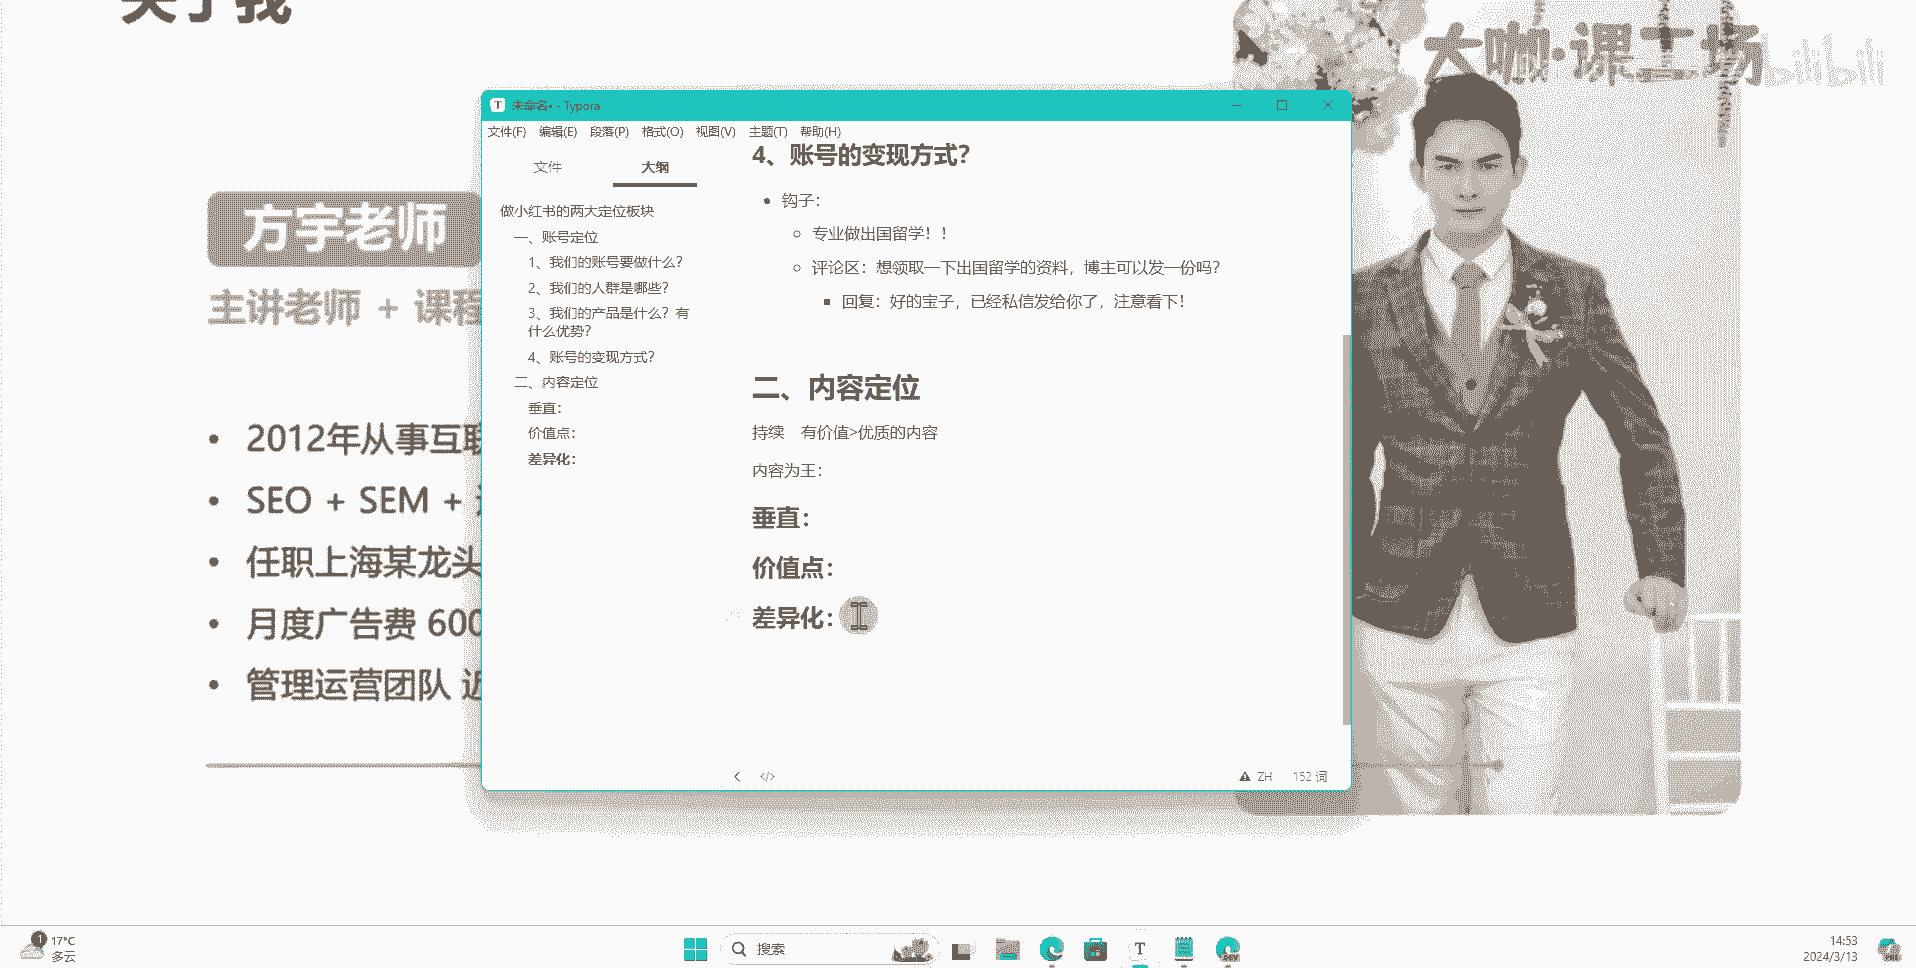 关于我
大咖·课工场
bilibili
方宇老师
主讲老师 + 课程
• 2012年从事互联
• SEO + SEM +
• 任职上海某龙头
• 月度广告费 600
• 管理运营团队 近
未命名• - Typora
文件(F) 编辑(E) 段落(P) 格式(O) 视图(V) 主题(T) 帮助(H)
文件 大纲
做小红书的两大定位板块
一、账号定位
1、我们的账号要做什么?
2、我们的人群是哪些?
3、我们的产品是什么?有
什么优势?
4、账号的变现方式?
二、内容定位
垂直:
价值点:
差异化:
4、账号的变现方式?
• 钩子:
○ 专业做出国留学!!
○ 评论区:想领取一下出国留学的资料,博主可以发一份吗?
▪ 回复:好的宝子,已经私信发给你了,注意看下!
二、内容定位
持续 有价值>优质的内容
内容为王:
垂直:
价值点:
差异化:
ZH 152 词
1 17°C
多云
搜索
T
DEV
14:53
2024/3/13
PRE